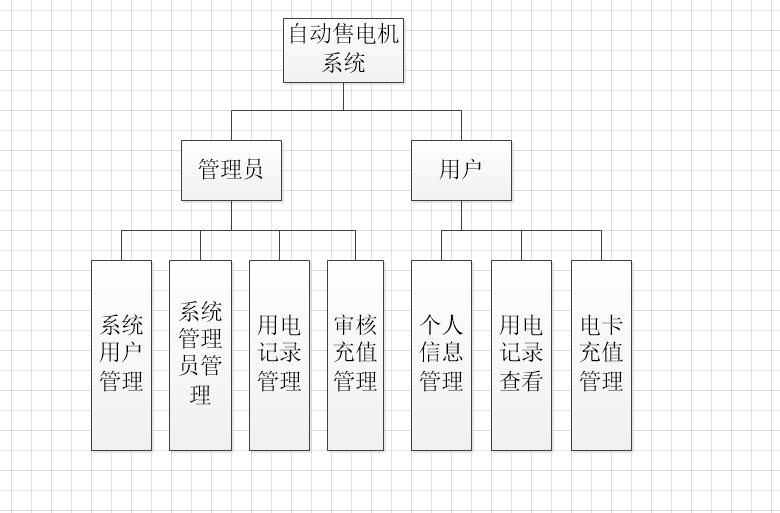 自动售电机
系统
管理员
用户
系统
用户
管理
系统
管理
员管
理
用电
记录
管理
审核
充值
管理
个人
信息
管理
用电
记录
查看
电卡
充值
管理